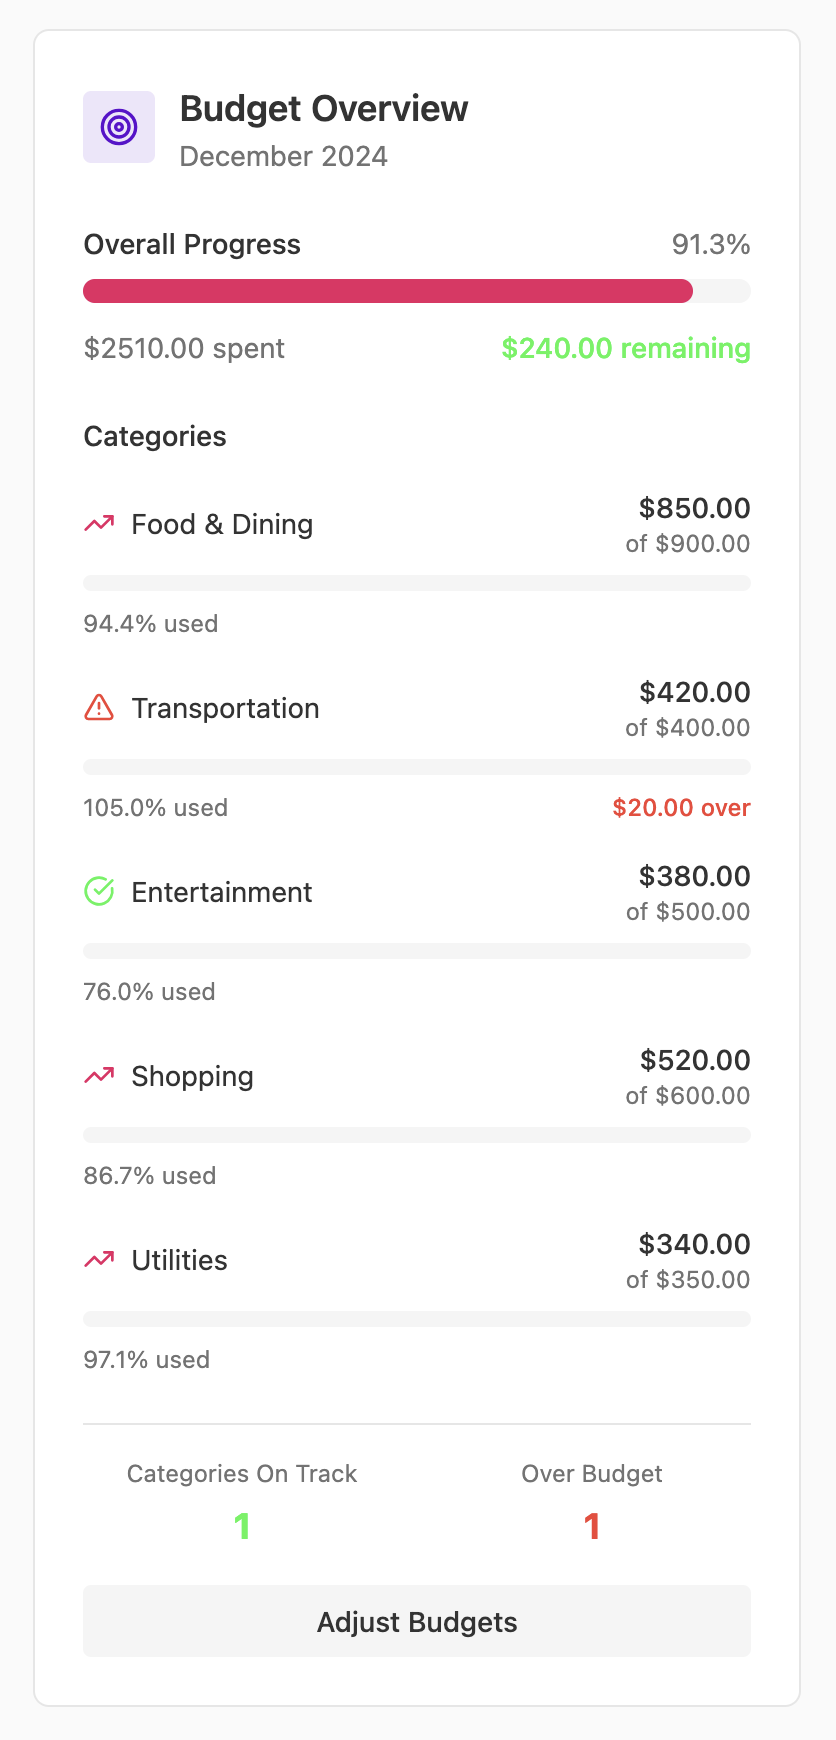 Budget Overview
December 2024
Overall Progress 91.3%
$2510.00 spent $240.00 remaining
Categories
Food & Dining $850.00
of $900.00
94.4% used
Transportation $420.00
of $400.00
105.0% used $20.00 over
Entertainment $380.00
of $500.00
76.0% used
Shopping $520.00
of $600.00
86.7% used
Utilities $340.00
of $350.00
97.1% used
Categories On Track Over Budget
1 1
Adjust Budgets